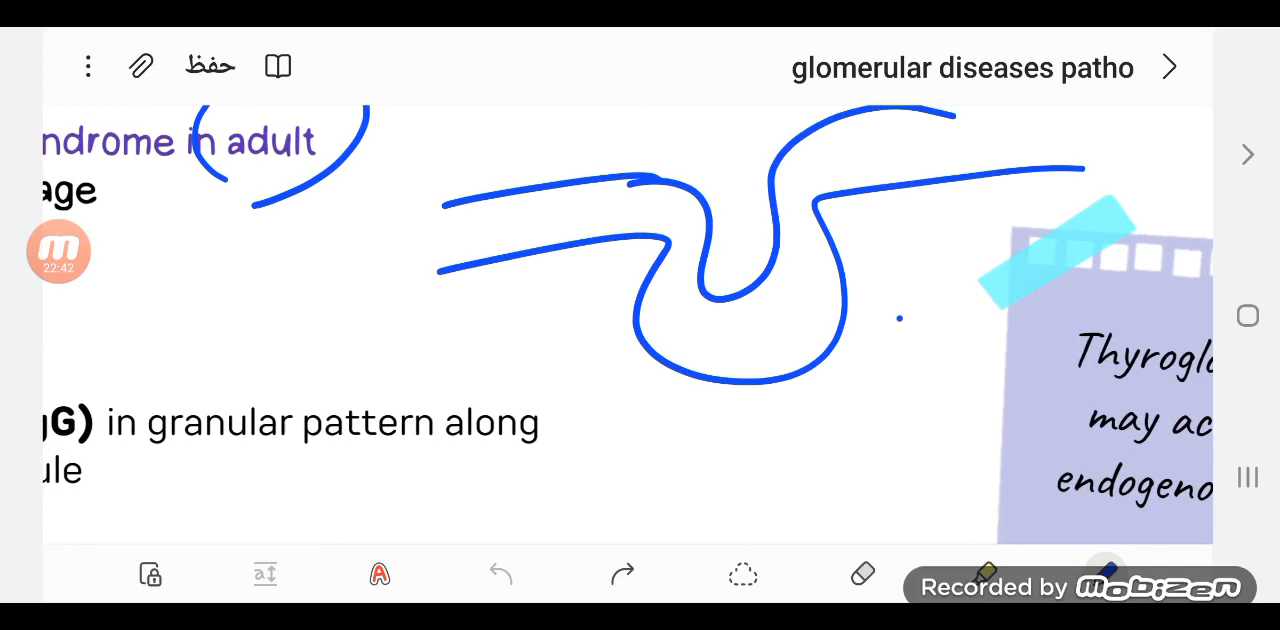 حفظ
glomerular diseases patho
ndrome in adult
age
22:42
Thyroglo
may ac
endogeno
gG) in granular pattern along
ule
Recorded by mobizen